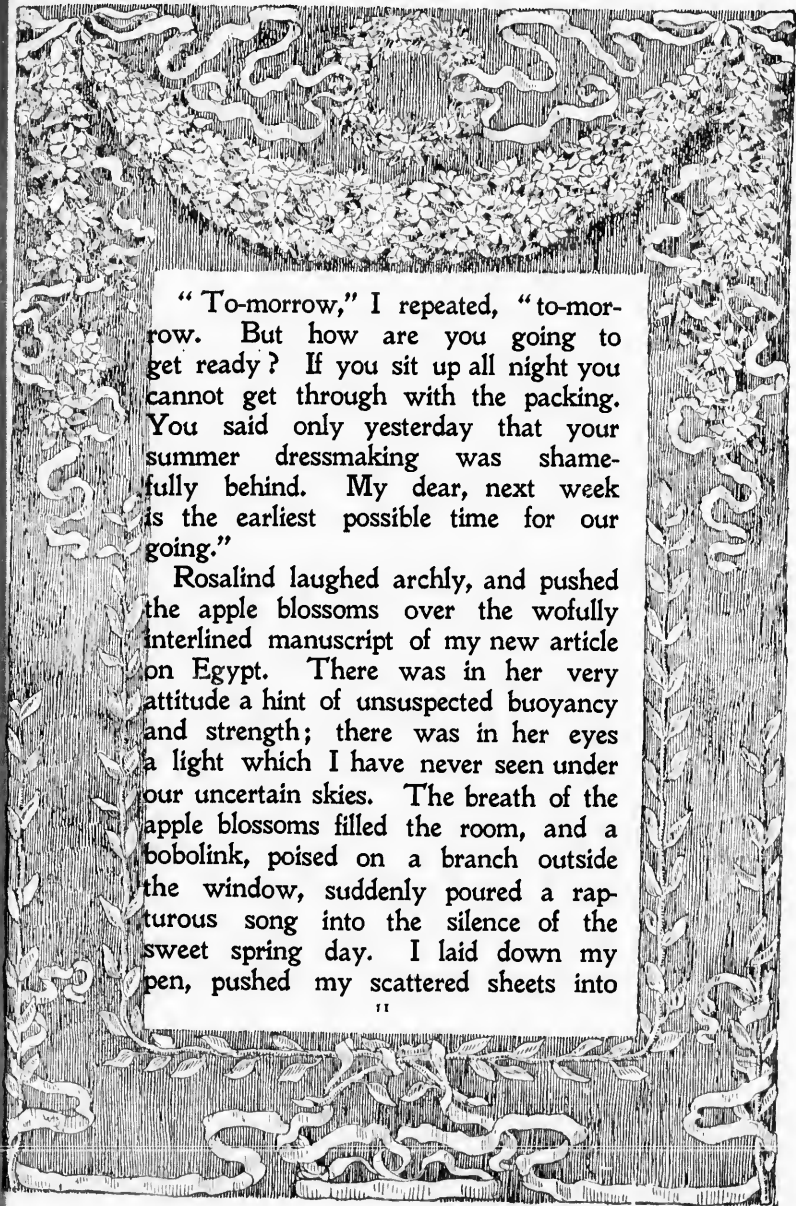 “ To-morrow,” I repeated, “ to-mor-
row. But how are you going to
get ready ? If you sit up all night you
cannot get through with the packing.
You said only yesterday that your
summer dressmaking was shame-
fully behind. My dear, next week
is the earliest possible time for our
going.”
Rosalind laughed archly, and pushed
the apple blossoms over the wofully
interlined manuscript of my new article
on Egypt. There was in her very
attitude a hint of unsuspected buoyancy
and strength; there was in her eyes
a light which I have never seen under
our uncertain skies. The breath of the
apple blossoms filled the room, and a
bobolink, poised on a branch outside
the window, suddenly poured a rap-
turous song into the silence of the
sweet spring day. I laid down my
pen, pushed my scattered sheets into
11